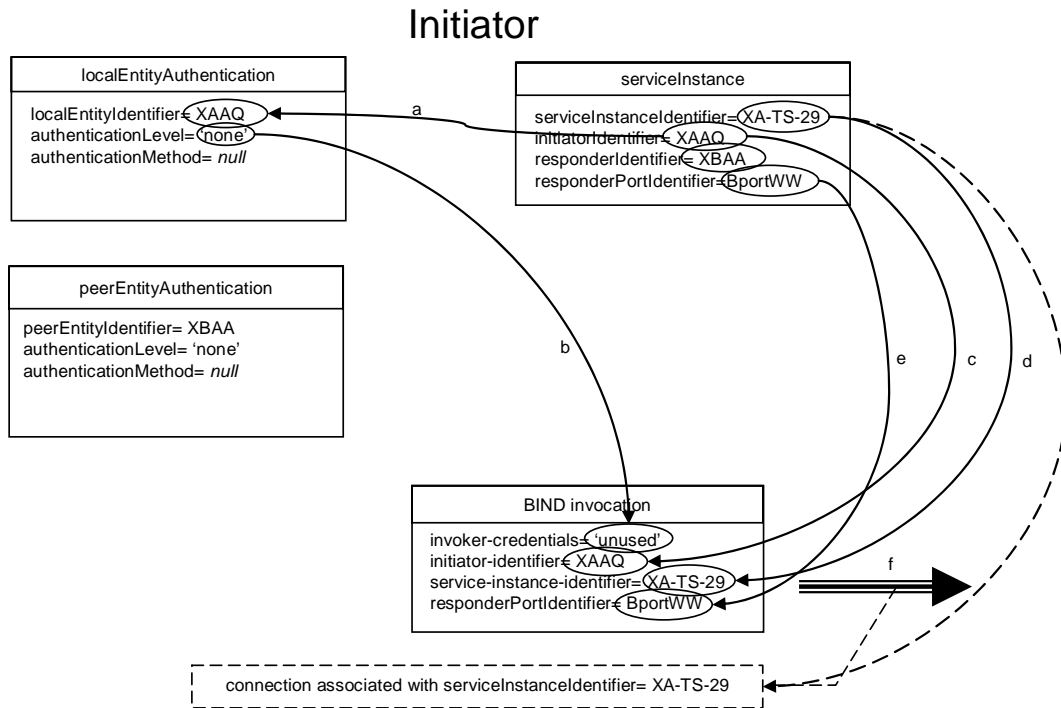 Initiator
localEntityAuthentication
localEntityIdentifier= XAAQ
authenticationLevel= ‘none’
authenticationMethod= null
serviceInstance
serviceInstanceIdentifier= XA-TS-29
initiatorIdentifier= XAAQ
responderIdentifier= XBAA
responderPortIdentifier=BportWW
a
peerEntityAuthentication
peerEntityIdentifier= XBAA
authenticationLevel= ‘none’
authenticationMethod= null
b
e
c
d
BIND invocation
invoker-credentials= ‘unused’
initiator-identifier= XAAQ
service-instance-identifier= XA-TS-29
responderPortIdentifier= BportWW
f
connection associated with serviceInstanceIdentifier= XA-TS-29